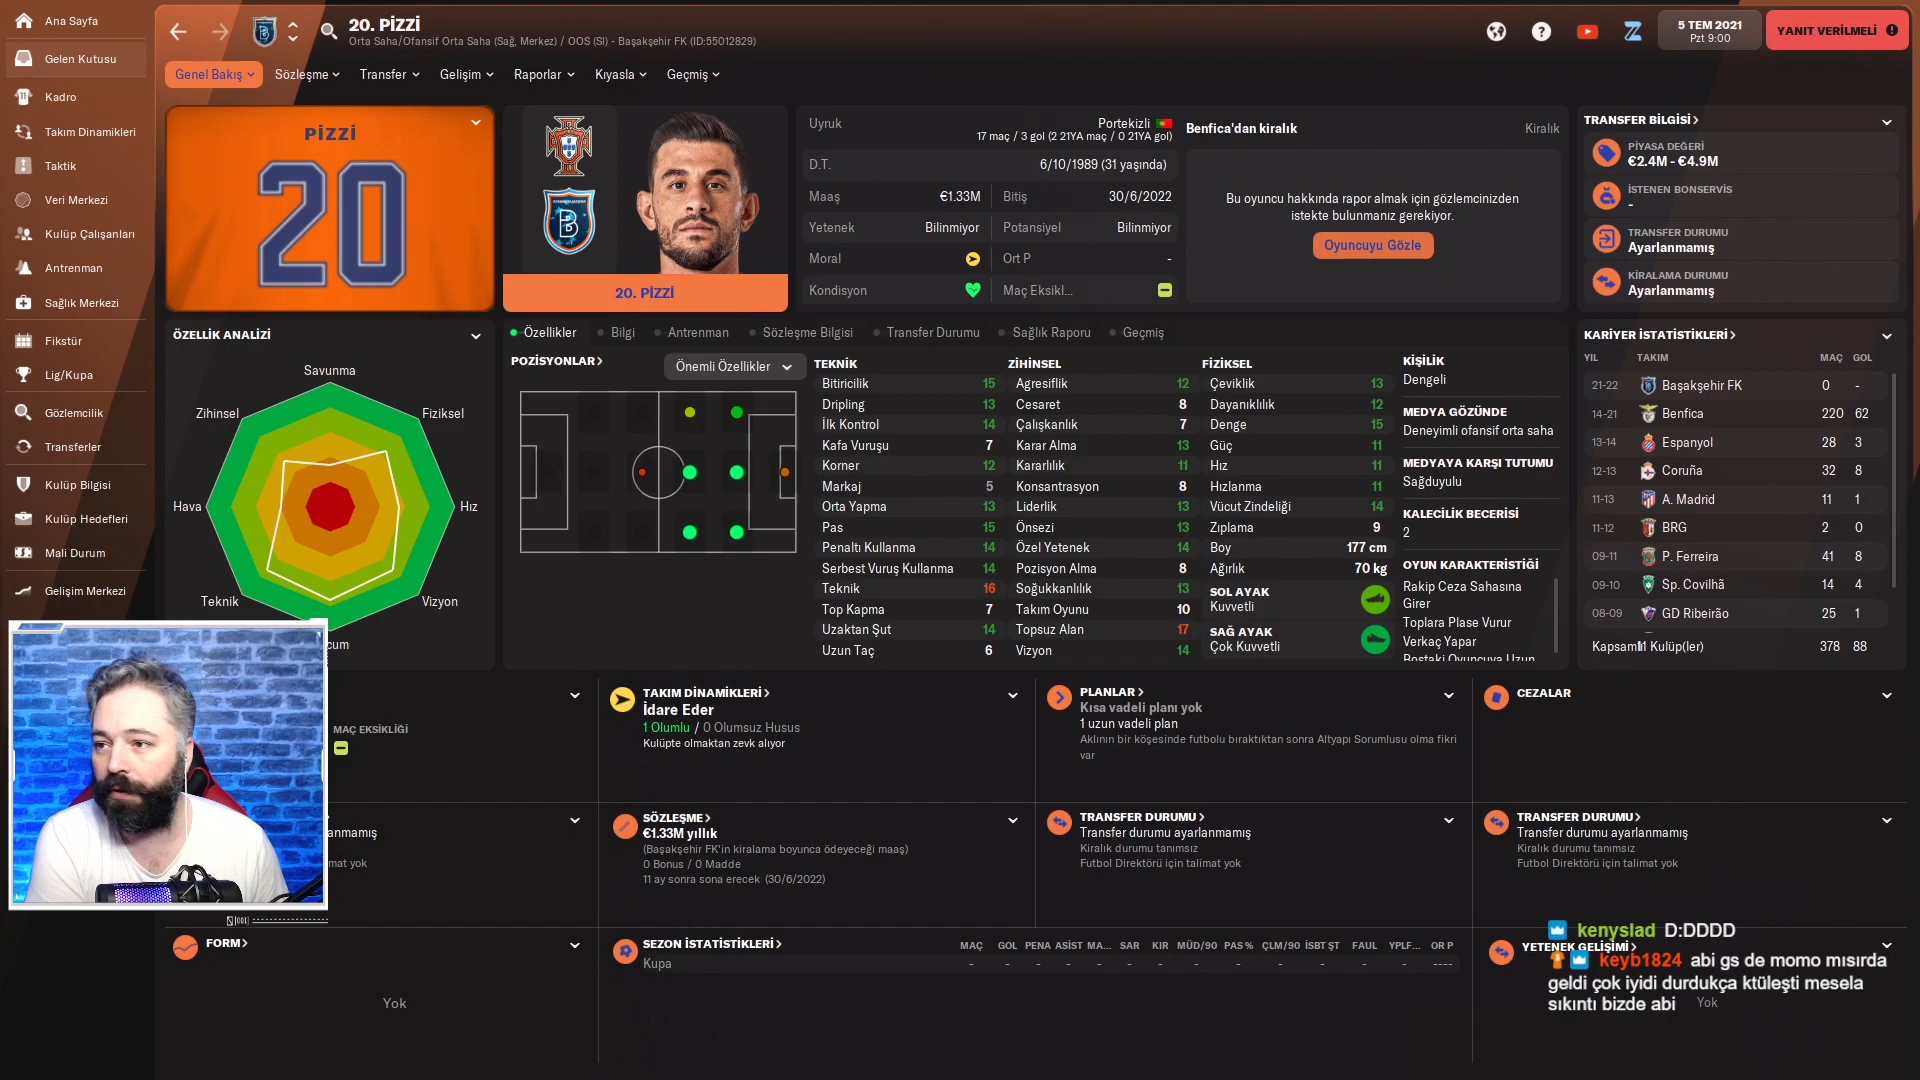 Ana Sayfa
Gelen Kutusu
Kadro
Takım Dinamikleri
Taktik
Veri Merkezi
Kulüp Çalışanları
Antrenman
Sağlık Merkezi
Fikstür
Lig/Kupa
Gözlemcilik
Transferler
Kulüp Bilgisi
Kulüp Hedefleri
Mali Durum
Gelişim Merkezi
20. PİZZİ
Orta Saha/Ofansif Orta Saha (Sağ, Merkez) / OOS (Sl) - Başakşehir FK (ID:55012829)
5 TEM 2021
Pzt 9:00
YANIT VERİLMELİ
Genel Bakış
Sözleşme
Transfer
Gelişim
Raporlar
Kıyasla
Geçmiş
PİZZİ
20
20. PİZZİ
Uyruk Portekizli
17 maç / 3 gol (2 21YA maç / 0 21YA gol)
D.T. 6/10/1989 (31 yaşında)
Maaş €1.33M Bitiş 30/6/2022
Yetenek Bilinmiyor Potansiyel Bilinmiyor
Moral Ort P -
Kondisyon Maç Eksikl...
Benfica'dan kiralık Kiralık
Bu oyuncu hakkında rapor almak için gözlemcinizden
istekte bulunmanız gerekiyor.
Oyuncuyu Gözle
TRANSFER BİLGİSİ
PİYASA DEĞERİ
€2.4M - €4.9M
İSTENEN BONSERVİS
-
TRANSFER DURUMU
Ayarlanmamış
KİRALAMA DURUMU
Ayarlanmamış
ÖZELLİK ANALİZİ
Savunma
Zihinsel Fiziksel
Hava Hız
Teknik Vizyon
cum
Özellikler Bilgi Antrenman Sözleşme Bilgisi Transfer Durumu Sağlık Raporu Geçmiş
POZİSYONLAR
Önemli Özellikler
TEKNİK
Bitiricilik 15
Dripling 13
İlk Kontrol 14
Kafa Vuruşu 7
Korner 12
Markaj 5
Orta Yapma 13
Pas 15
Penaltı Kullanma 14
Serbest Vuruş Kullanma 14
Teknik 16
Top Kapma 7
Uzaktan Şut 14
Uzun Taç 6
ZİHİNSEL
Agresiflik 12
Cesaret 8
Çalışkanlık 7
Karar Alma 13
Kararlılık 11
Konsantrasyon 8
Liderlik 13
Önsezi 13
Özel Yetenek 14
Pozisyon Alma 8
Soğukkanlılık 13
Takım Oyunu 10
Topsuz Alan 17
Vizyon 14
FİZİKSEL
Çeviklik 13
Dayanıklılık 12
Denge 15
Güç 11
Hız 11
Hızlanma 11
Vücut Zindeliği 14
Zıplama 9
Boy 177 cm
Ağırlık 70 kg
SOL AYAK
Kuvvetli
SAĞ AYAK
Çok Kuvvetli
KİŞİLİK
Dengeli
MEDYA GÖZÜNDE
Deneyimli ofansif orta saha
MEDYAYA KARŞI TUTUMU
Sağduyulu
KALECİLİK BECERİSİ
2
OYUN KARAKTERİSTİĞİ
Rakip Ceza Sahasına
Girer
Toplara Plase Vurur
Verkaç Yapar
Boştaki Oyuncuya Uzun
KARİYER İSTATİSTİKLERİ
YIL TAKIM MAÇ GOL
21-22 Başakşehir FK 0 -
14-21 Benfica 220 62
13-14 Espanyol 28 3
12-13 Coruña 32 8
11-13 A. Madrid 11 1
11-12 BRG 2 0
09-11 P. Ferreira 41 8
09-10 Sp. Covilhã 14 4
08-09 GD Ribeirão 25 1
Kapsamlı Kulüp(ler) 378 88
MAÇ EKSİKLİĞİ
TAKIM DİNAMİKLERİ
İdare Eder
1 Olumlu / 0 Olumsuz Husus
Kulüpte olmaktan zevk alıyor
PLANLAR
Kısa vadeli planı yok
1 uzun vadeli plan
Aklının bir köşesinde futbolu bıraktıktan sonra Altyapı Sorumlusu olma fikri
var
CEZALAR
anmamış
mat yok
SÖZLEŞME
€1.33M yıllık
(Başakşehir FK'in kiralama boyunca ödeyeceği maaş)
0 Bonus / 0 Madde
11 ay sonra sona erecek (30/6/2022)
TRANSFER DURUMU
Transfer durumu ayarlanmamış
Kiralık durumu tanımsız
Futbol Direktörü için talimat yok
TRANSFER DURUMU
Transfer durumu ayarlanmamış
Kiralık durumu tanımsız
Futbol Direktörü için talimat yok
FORM
Yok
SEZON İSTATİSTİKLERİ MAÇ GOL PENA ASİST MA... SAR KIR MÜD/90 PAS % ÇLM/90 İSBT ŞT FAUL YPLF... OR P
Kupa - - - - - - - - - - - - - ----
YETENEK GELİŞİMİ
Yok
kenyslad D:DDDD
keyb1824 abi gs de momo mısırda
geldi çok iyidi durdukça ktüleşti mesela
sıkıntı bizde abi